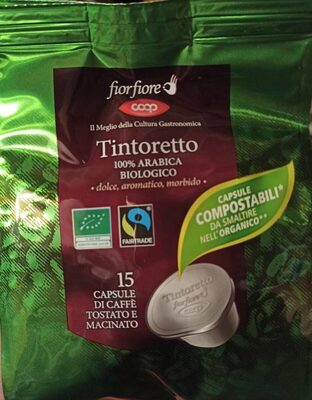 fiorfiore
coop
Il Meglio della Cultura Gastronomica
Tintoretto
100% ARABICA
BIOLOGICO
• dolce, aromatico, morbido •
CAPSULE
COMPOSTABILI*
DA SMALTIRE
NELL'ORGANICO**
FAIRTRADE
15
CAPSULE
DI CAFFÈ
TOSTATO E
MACINATO
Tintoretto
fiorfiore